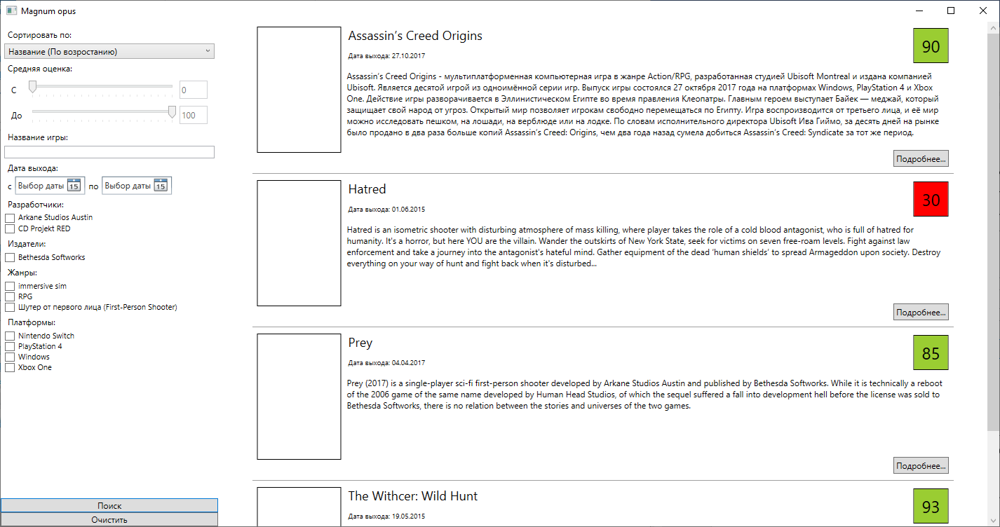 Magnum opus
Сортировать по:
Название (По возростанию)
Средняя оценка:
С
0
До
100
Название игры:
Дата выхода:
с
Выбор даты
15
по
Выбор даты
15
Разработчики:
Arkane Studios Austin
CD Projekt RED
Издатели:
Bethesda Softworks
Жанры:
immersive sim
RPG
Шутер от первого лица (First-Person Shooter)
Платформы:
Nintendo Switch
PlayStation 4
Windows
Xbox One
Поиск
Очистить
Assassin’s Creed Origins
90
Дата выхода: 27.10.2017
Assassin’s Creed Origins - мультиплатформенная компьютерная игра в жанре Action/RPG, разработанная студией Ubisoft Montreal и издана компанией
Ubisoft. Является десятой игрой из одноимённой серии игр. Выпуск игры состоялся 27 октября 2017 года на платформах Windows, PlayStation 4 и Xbox
One. Действие игры разворачивается в Эллинистическом Египте во время правления Клеопатры. Главным героем выступает Байек — меджай, который
защищает свой народ от угроз. Открытый мир позволяет игрокам свободно перемещаться по Египту. Игра воспроизводится от третьего лица, и её мир
можно исследовать пешком, на лошади, на верблюде или на лодке. По словам исполнительного директора Ubisoft Ива Гиймо, за десять дней на рынке
было продано в два раза больше копий Assassin’s Creed: Origins, чем два года назад сумела добиться Assassin’s Creed: Syndicate за тот же период.
Подробнее...
Hatred
30
Дата выхода: 01.06.2015
Hatred is an isometric shooter with disturbing atmosphere of mass killing, where player takes the role of a cold blood antagonist, who is full of hatred for
humanity. It's a horror, but here YOU are the villain. Wander the outskirts of New York State, seek for victims on seven free-roam levels. Fight against law
enforcement and take a journey into the antagonist's hateful mind. Gather equipment of the dead ‘human shields’ to spread Armageddon upon society. Destroy
everything on your way of hunt and fight back when it's disturbed...
Подробнее...
Prey
85
Дата выхода: 04.04.2017
Prey (2017) is a single-player sci-fi first-person shooter developed by Arkane Studios Austin and published by Bethesda Softworks. While it is technically a reboot
of the 2006 game of the same name developed by Human Head Studios, of which the sequel suffered a fall into development hell before the license was sold to
Bethesda Softworks, there is no relation between the stories and universes of the two games.
Подробнее...
The Withcer: Wild Hunt
93
Дата выхода: 19.05.2015